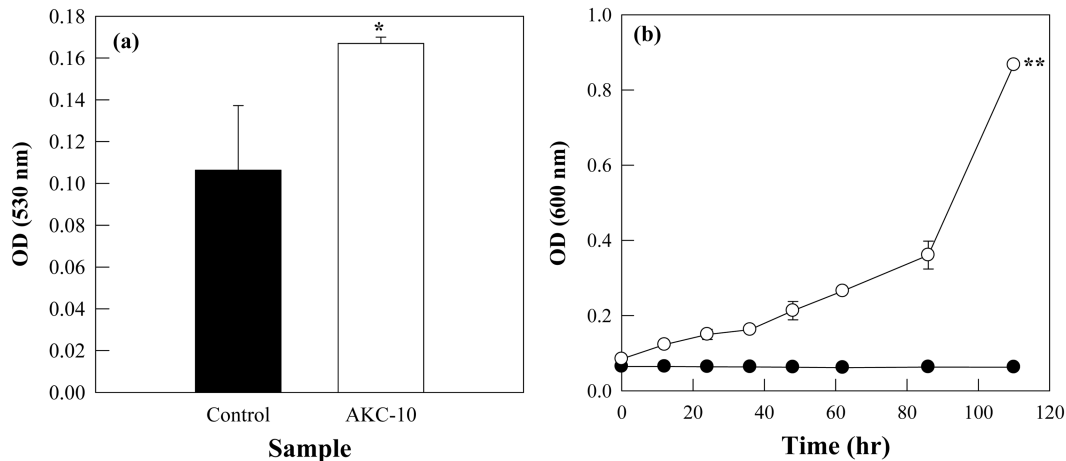 (a)
*
OD (530 nm)
0.18
0.16
0.14
0.12
0.10
0.08
0.06
0.04
0.02
0.00
Control AKC-10
Sample
(b)
**
OD (600 nm)
1.0
0.8
0.6
0.4
0.2
0.0
0 20 40 60 80 100 120
Time (hr)